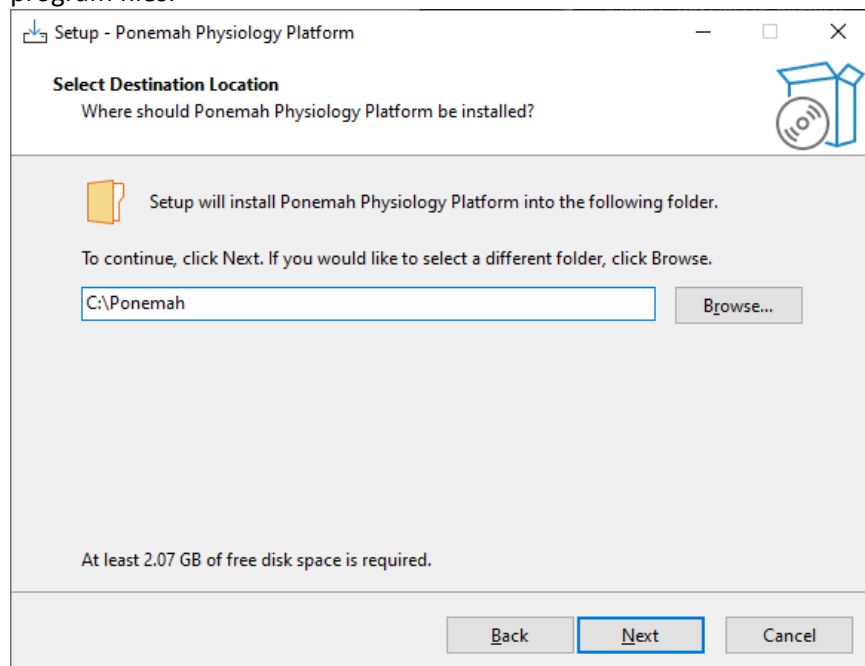 program files.
Setup - Ponemah Physiology Platform
Select Destination Location
Where should Ponemah Physiology Platform be installed?
Setup will install Ponemah Physiology Platform into the following folder.
To continue, click Next. If you would like to select a different folder, click Browse.
C:\Ponemah
Browse...
At least 2.07 GB of free disk space is required.
Back
Next
Cancel